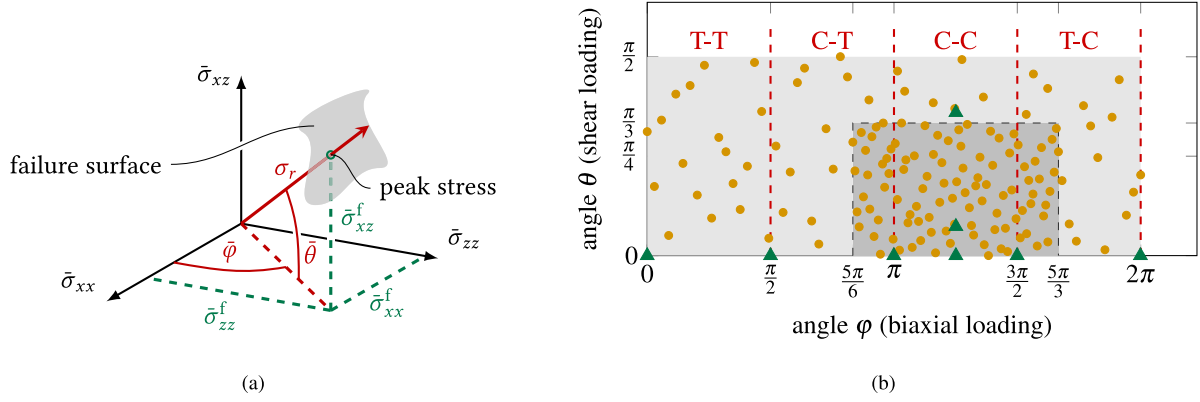 σ̄xz
failure surface
σr
peak stress
σ̄ᶠxz
φ̄
θ̄
σ̄zz
σ̄xx
σ̄ᶠzz
σ̄ᶠxx
(a)
T-T C-T C-C T-C
angle θ (shear loading)
π/2
π/3
π/4
0
0 π/2 5π/6 π 3π/2 5π/3 2π
angle φ (biaxial loading)
(b)